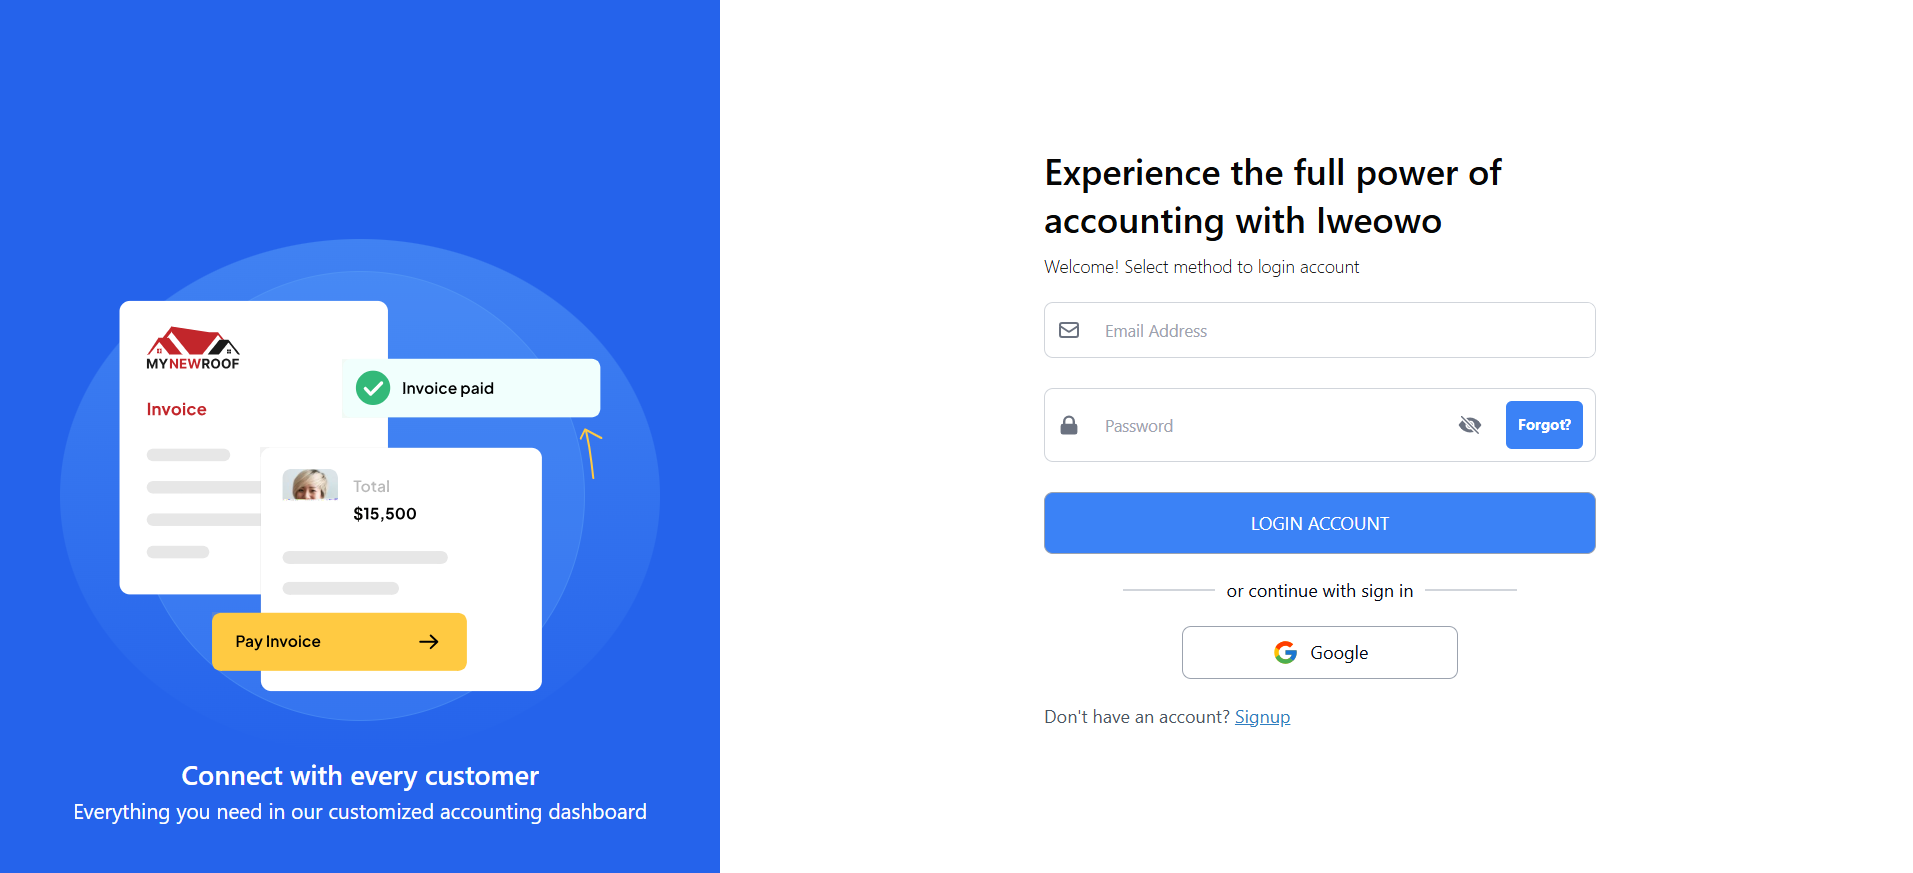 MYNEWROOF
Invoice
Invoice paid
Total
$15,500
Pay Invoice
Connect with every customer
Everything you need in our customized accounting dashboard
Experience the full power of
accounting with Iweowo
Welcome! Select method to login account
Email Address
Password
Forgot?
LOGIN ACCOUNT
or continue with sign in
Google
Don't have an account? Signup